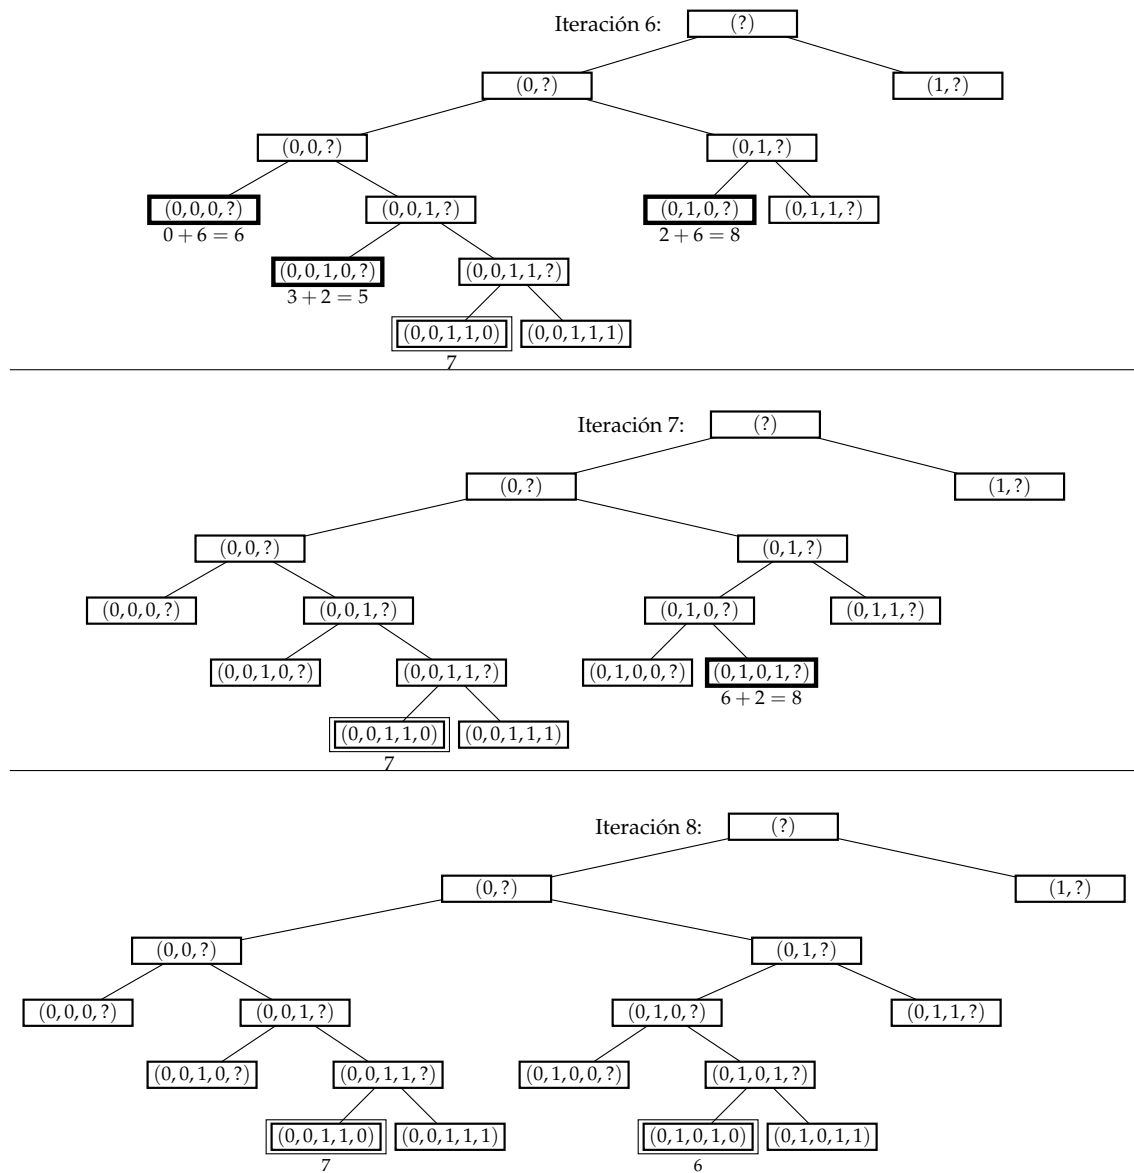 Iteración 6: (?)
(0, ?) (1, ?)
(0, 0, ?) (0, 1, ?)
(0, 0, 0, ?) (0, 0, 1, ?) (0, 1, 0, ?) (0, 1, 1, ?)
0 + 6 = 6 2 + 6 = 8
(0, 0, 1, 0, ?) (0, 0, 1, 1, ?)
3 + 2 = 5
(0, 0, 1, 1, 0) (0, 0, 1, 1, 1)
7
Iteración 7: (?)
(0, ?) (1, ?)
(0, 0, ?) (0, 1, ?)
(0, 0, 0, ?) (0, 0, 1, ?) (0, 1, 0, ?) (0, 1, 1, ?)
(0, 0, 1, 0, ?) (0, 0, 1, 1, ?) (0, 1, 0, 0, ?) (0, 1, 0, 1, ?)
6 + 2 = 8
(0, 0, 1, 1, 0) (0, 0, 1, 1, 1)
7
Iteración 8: (?)
(0, ?) (1, ?)
(0, 0, ?) (0, 1, ?)
(0, 0, 0, ?) (0, 0, 1, ?) (0, 1, 0, ?) (0, 1, 1, ?)
(0, 0, 1, 0, ?) (0, 0, 1, 1, ?) (0, 1, 0, 0, ?) (0, 1, 0, 1, ?)
(0, 0, 1, 1, 0) (0, 0, 1, 1, 1) (0, 1, 0, 1, 0) (0, 1, 0, 1, 1)
7 6